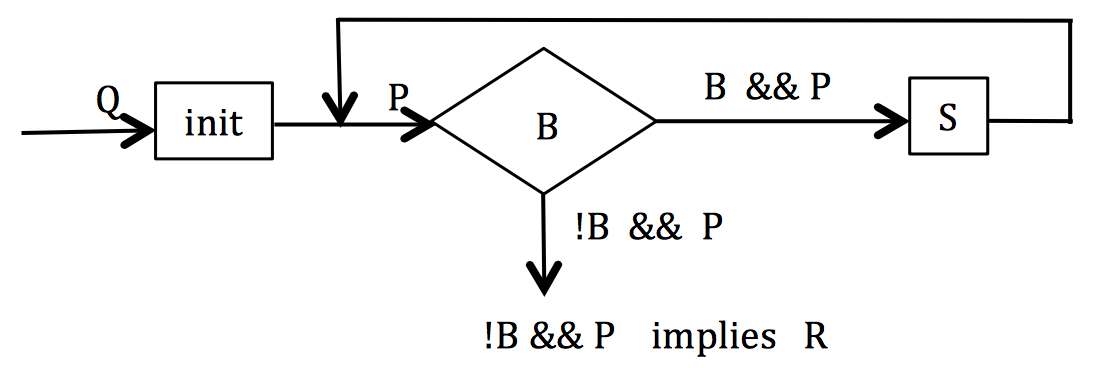 Q
init
P
B
B && P
S
!B && P
!B && P implies R